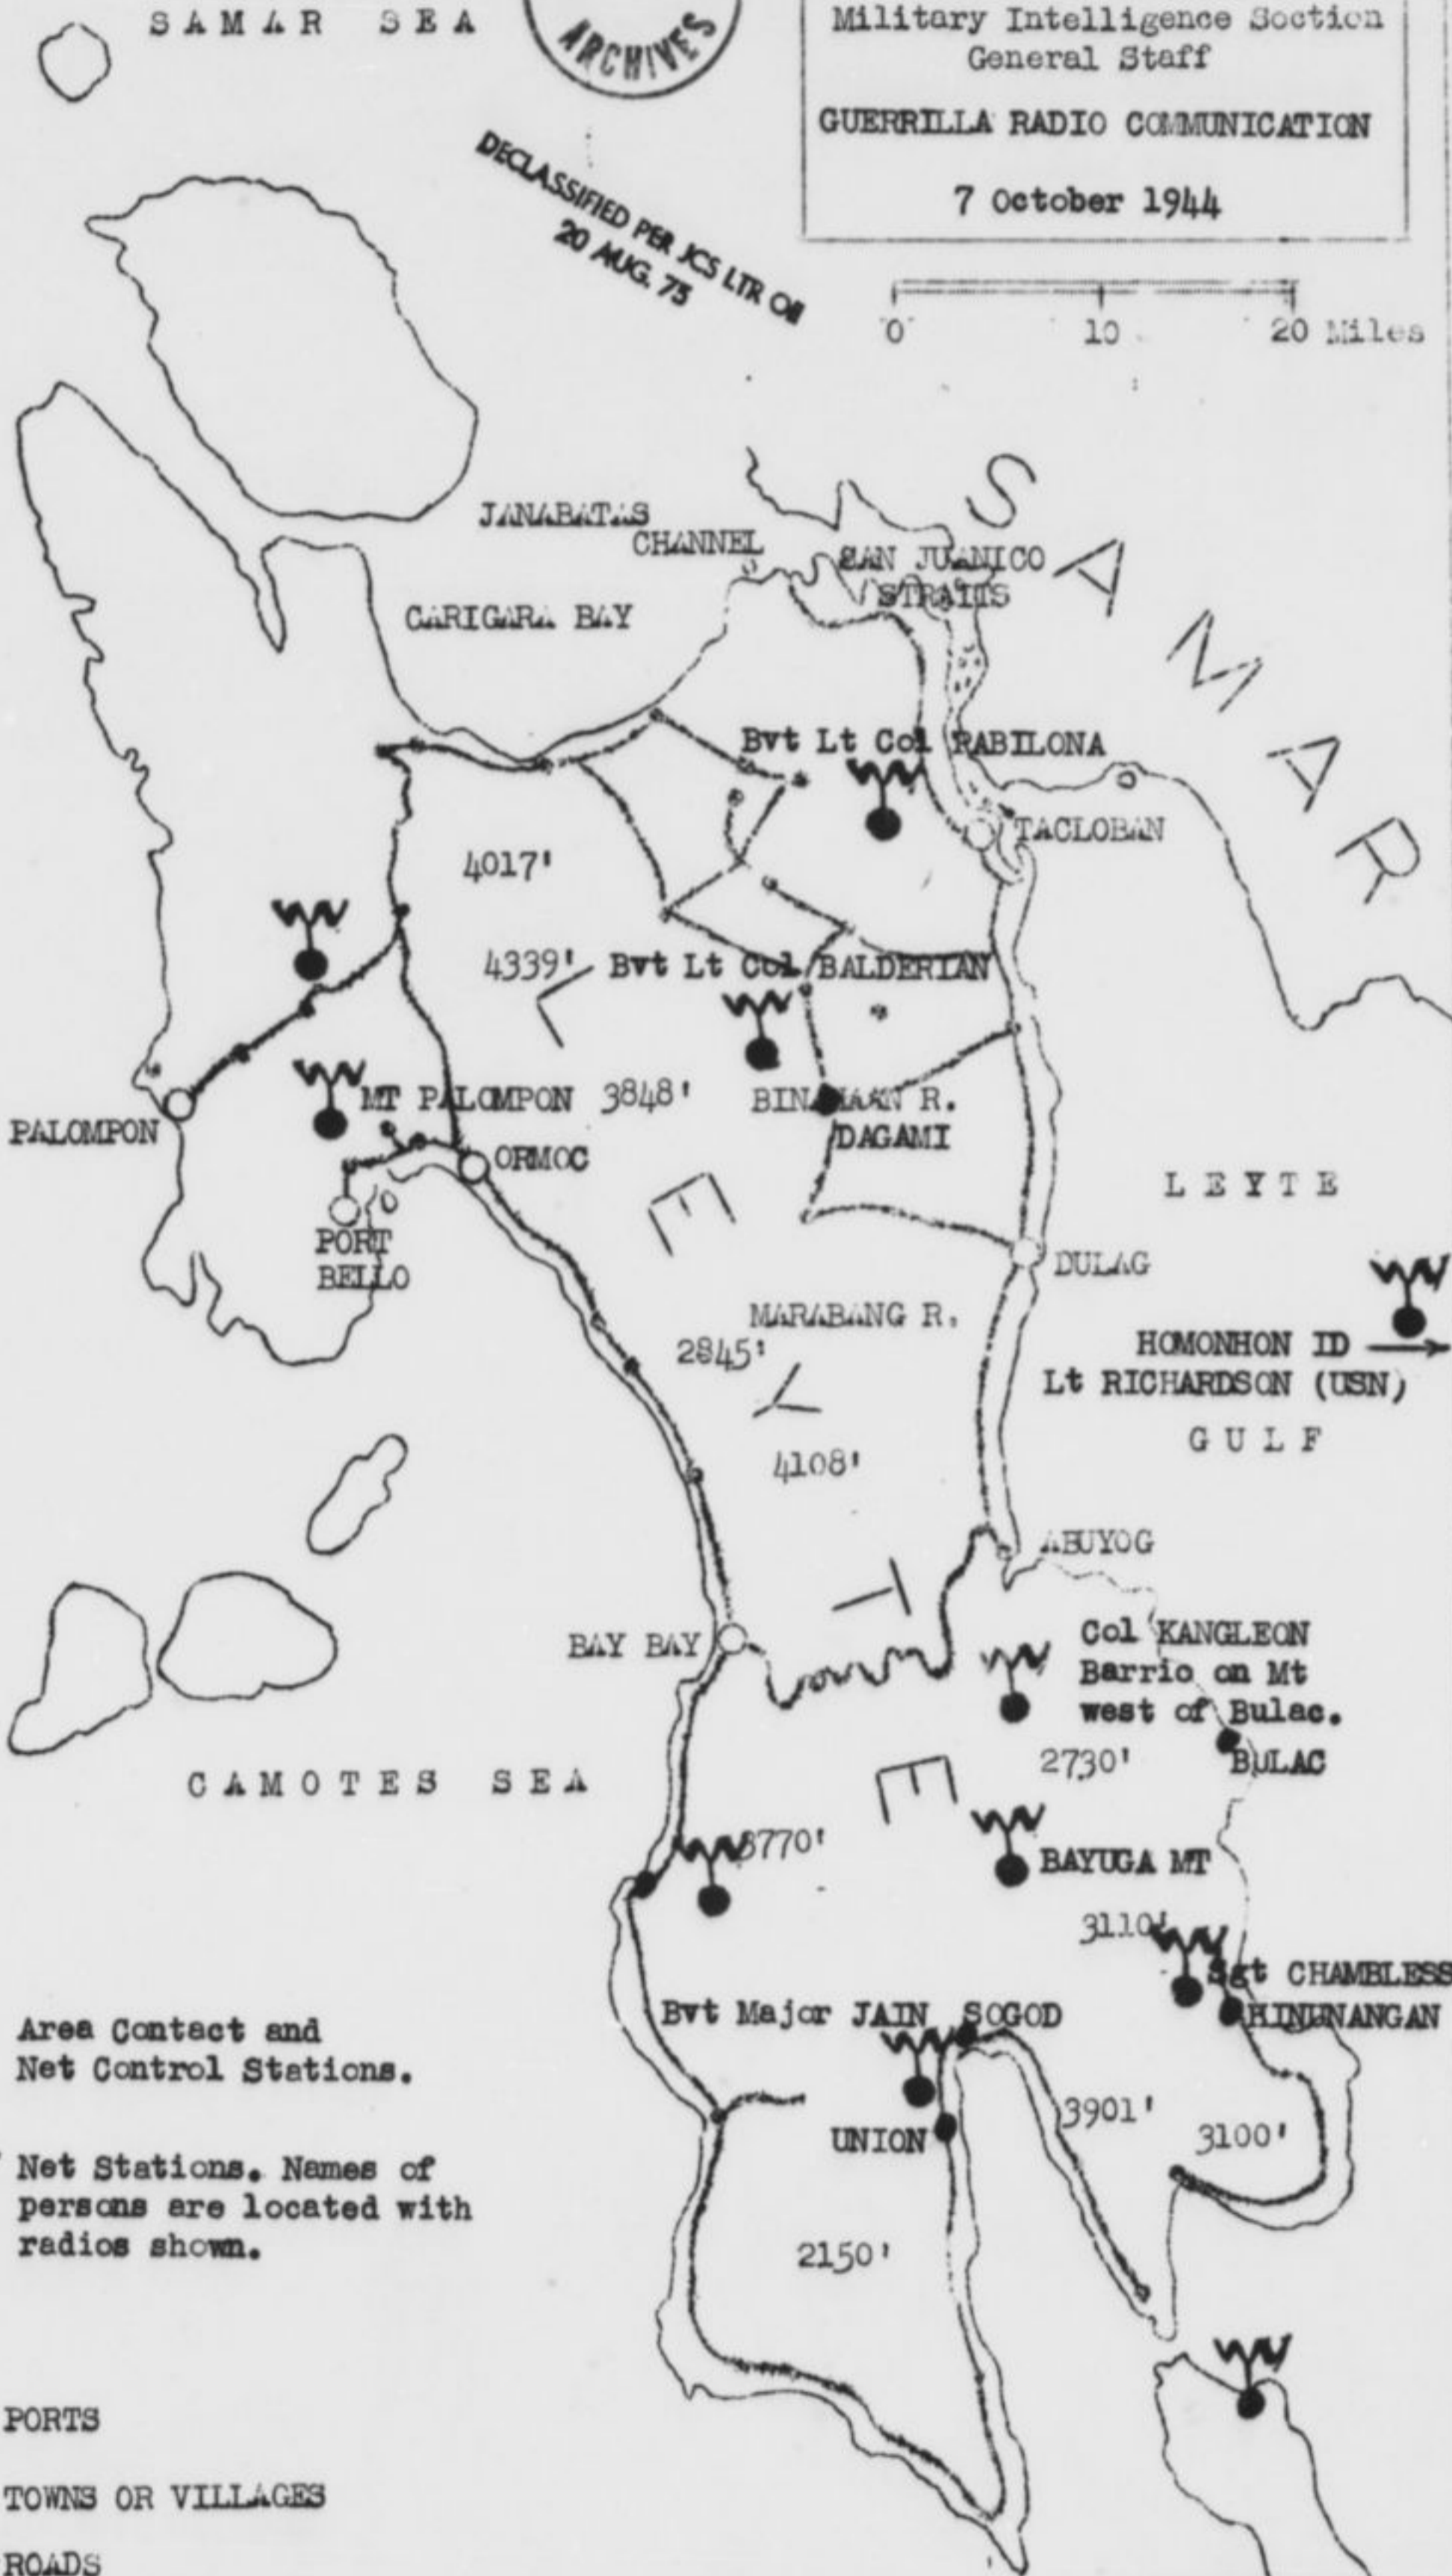 SAMAR SEA
ARCHIVES
Military Intelligence Section
General Staff
GUERRILLA RADIO COMMUNICATION
7 October 1944
DECLASSIFIED PER JCS LTR OF
20 AUG. 75
0 10 20 Miles
JANABATAS
CHANNEL
SAN JUANICO
STRAITS
SAMAR
CARIGARA BAY
Bvt Lt Col RABILONA
TACLOBAN
4017'
4339'
Bvt Lt Col BALDERIAN
LEYTE
MT PALOMPON
3848'
R.
DAGAMI
PALOMPON
ORMOC
LEYTE
PORT
BELLO
DULAG
MARABANG R.
HOMONHON ID
2845'
Lt RICHARDSON (USN)
GULF
4108'
ABUYOG
BAY BAY
Col KANGLEON
Barrio on Mt
west of Bulac.
2730'
BULAC
CAMOTES SEA
3770'
BAYUGA MT
3110'
Sgt CHAMBLESS
HINUNANGAN
Bvt Major JAIN
SOGOD
Area Contact and
Net Control Stations.
3901'
3100'
UNION
Net Stations. Names of
persons are located with
radios shown.
2150'
PORTS
TOWNS OR VILLAGES
ROADS